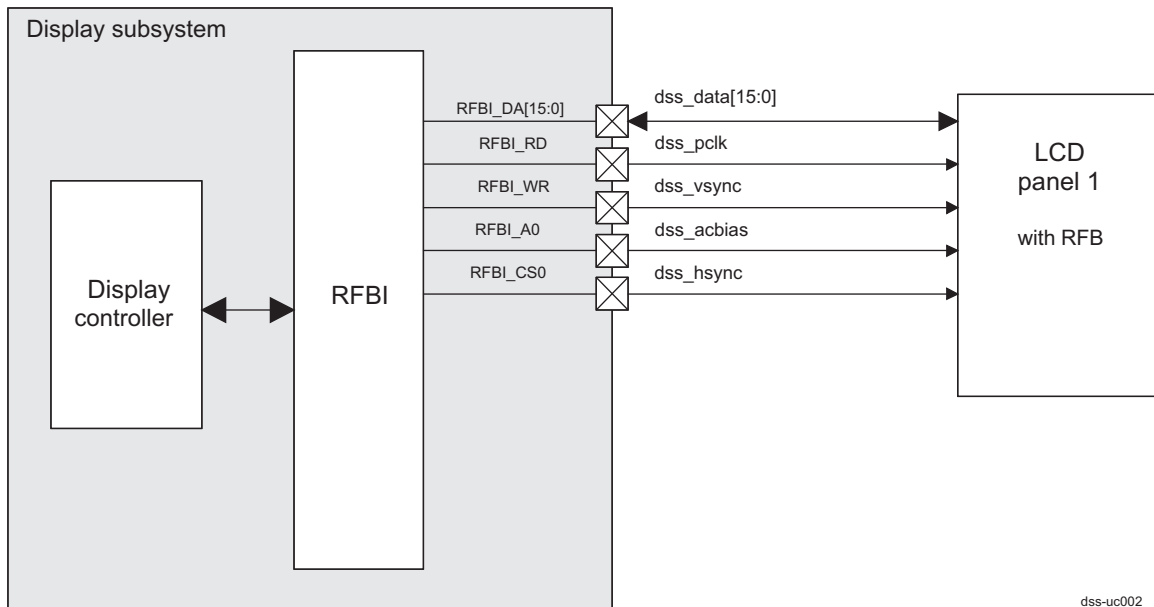 Display subsystem
RFBI_DA[15:0]
dss_data[15:0]
RFBI_RD
dss_pclk
RFBI_WR
dss_vsync
RFBI_A0
dss_acbias
RFBI_CS0
dss_hsync
LCD
panel 1
with RFB
Display
controller
RFBI
dss-uc002